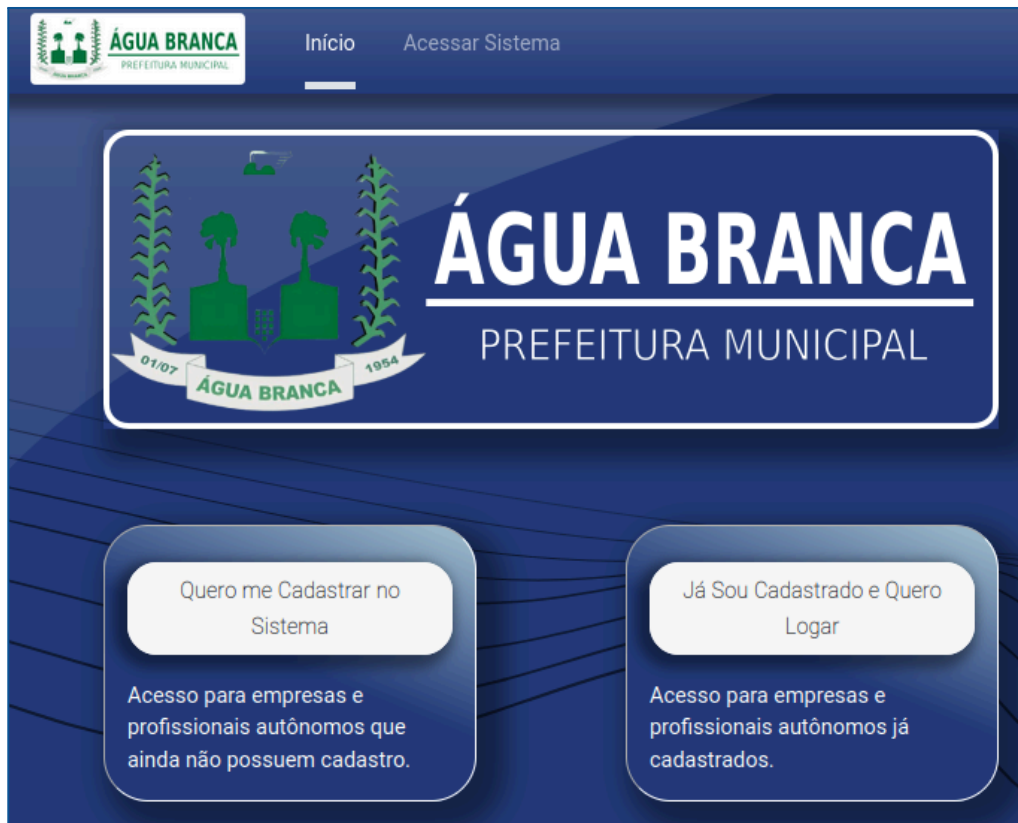 ÁGUA BRANCA
PREFEITURA MUNICIPAL
Início
Acessar Sistema
ÁGUA BRANCA
PREFEITURA MUNICIPAL
01/07
ÁGUA BRANCA
1954
Quero me Cadastrar no
Sistema
Acesso para empresas e
profissionais autônomos que
ainda não possuem cadastro.
Já Sou Cadastrado e Quero
Logar
Acesso para empresas e
profissionais autônomos já
cadastrados.